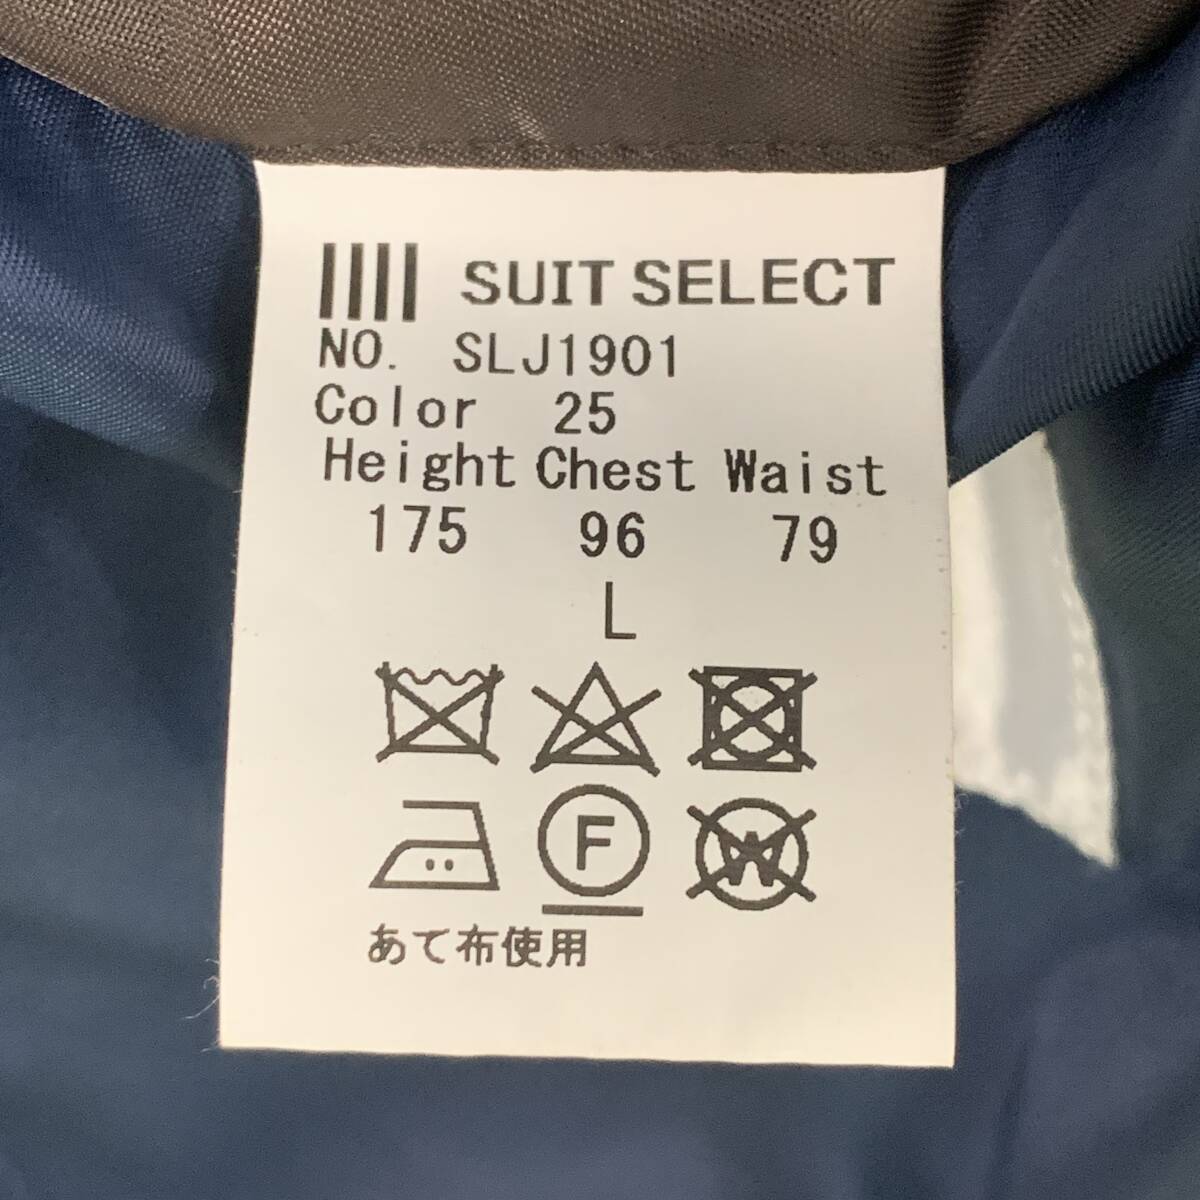 SUIT SELECT
NO. SLJ1901
Color 25
Height Chest Waist
175 96 79
L
F W
あて布使用